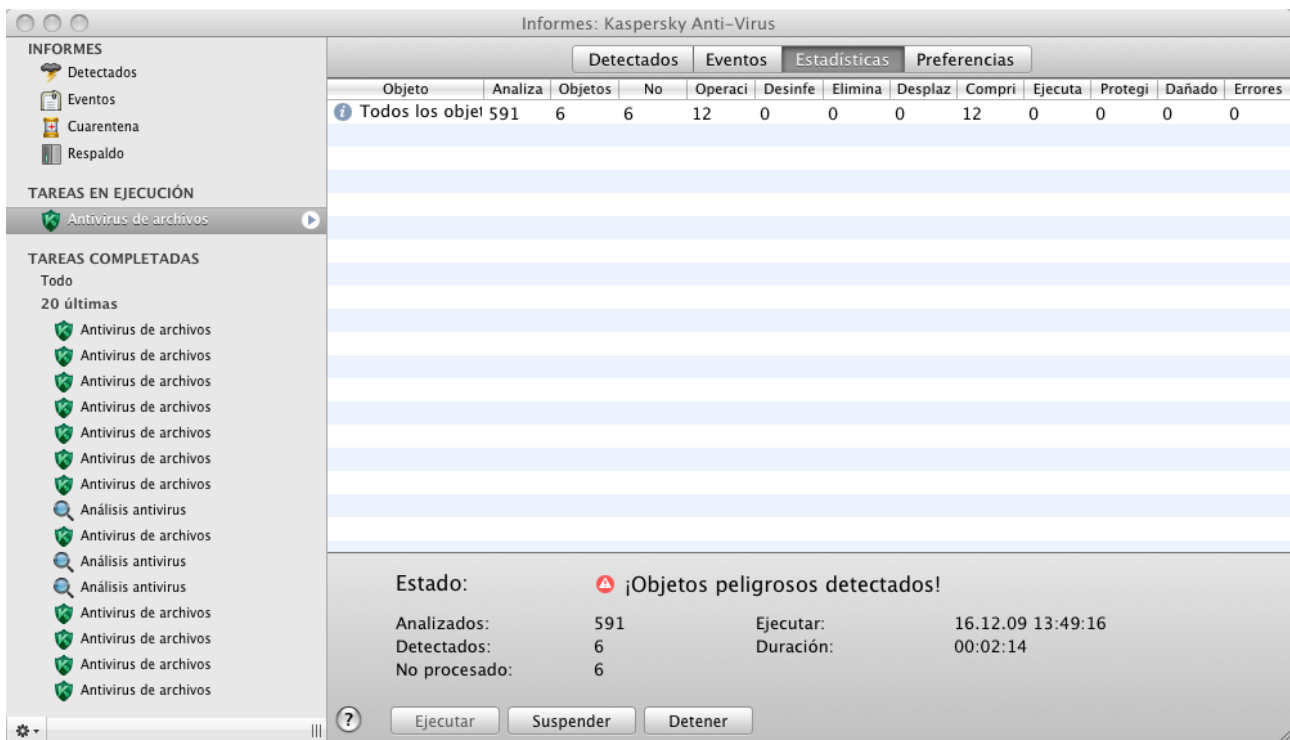 Informes: Kaspersky Anti-Virus
INFORMES
Detectados
Eventos
Cuarentena
Respaldo
TAREAS EN EJECUCIÓN
Antivirus de archivos
TAREAS COMPLETADAS
Todo
20 últimas
Antivirus de archivos
Antivirus de archivos
Antivirus de archivos
Antivirus de archivos
Antivirus de archivos
Antivirus de archivos
Antivirus de archivos
Análisis antivirus
Antivirus de archivos
Análisis antivirus
Análisis antivirus
Antivirus de archivos
Antivirus de archivos
Antivirus de archivos
Antivirus de archivos
Detectados Eventos Estadísticas Preferencias
Objeto Analiza Objetos No Operaci Desinfe Elimina Desplaz Compri Ejecuta Protegi Dañado Errores
Todos los objet 591 6 6 12 0 0 0 12 0 0 0 0
Estado: ¡Objetos peligrosos detectados!
Analizados: 591 Ejecutar: 16.12.09 13:49:16
Detectados: 6 Duración: 00:02:14
No procesado: 6
? Ejecutar Suspender Detener